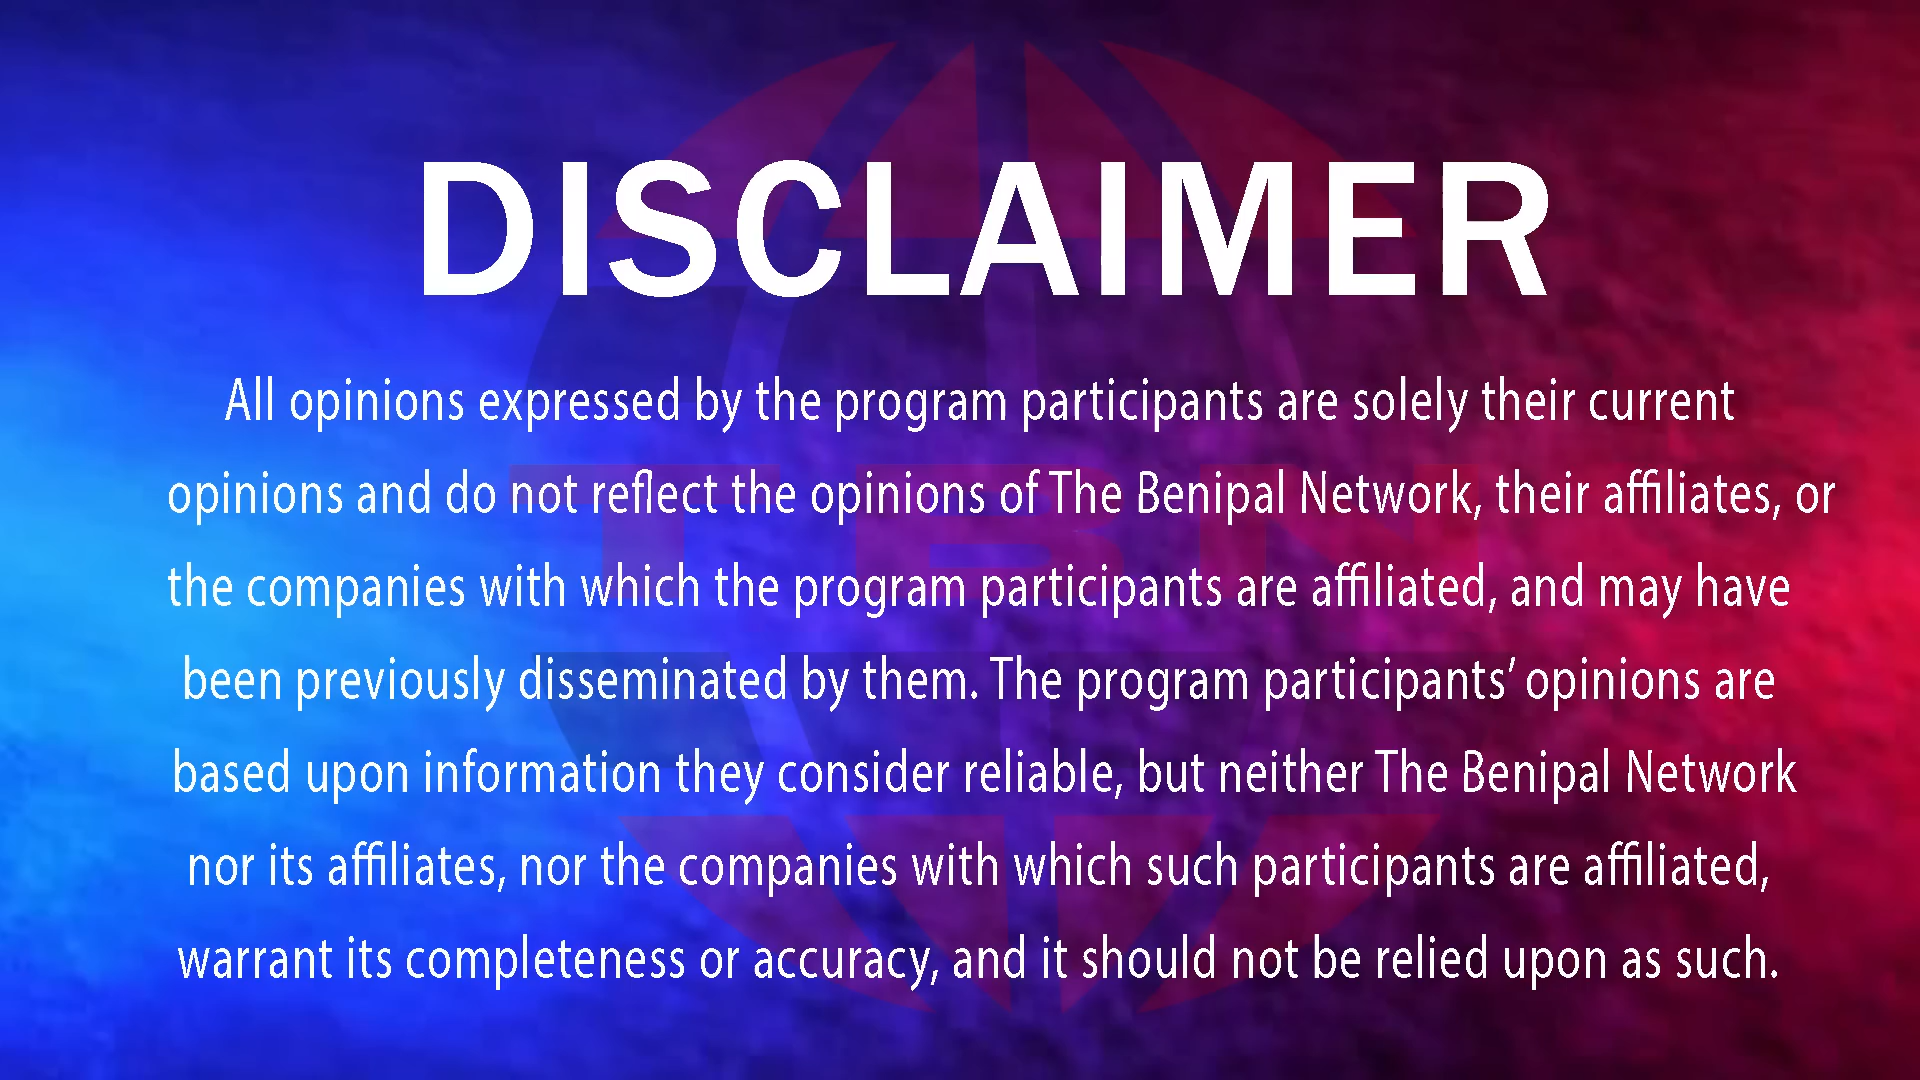 DISCLAIMER
All opinions expressed by the program participants are solely their current
opinions and do not reflect the opinions of The Benipal Network, their affiliates, or
the companies with which the program participants are affiliated, and may have
been previously disseminated by them. The program participants’ opinions are
based upon information they consider reliable, but neither The Benipal Network
nor its affiliates, nor the companies with which such participants are affiliated,
warrant its completeness or accuracy, and it should not be relied upon as such.
TBN